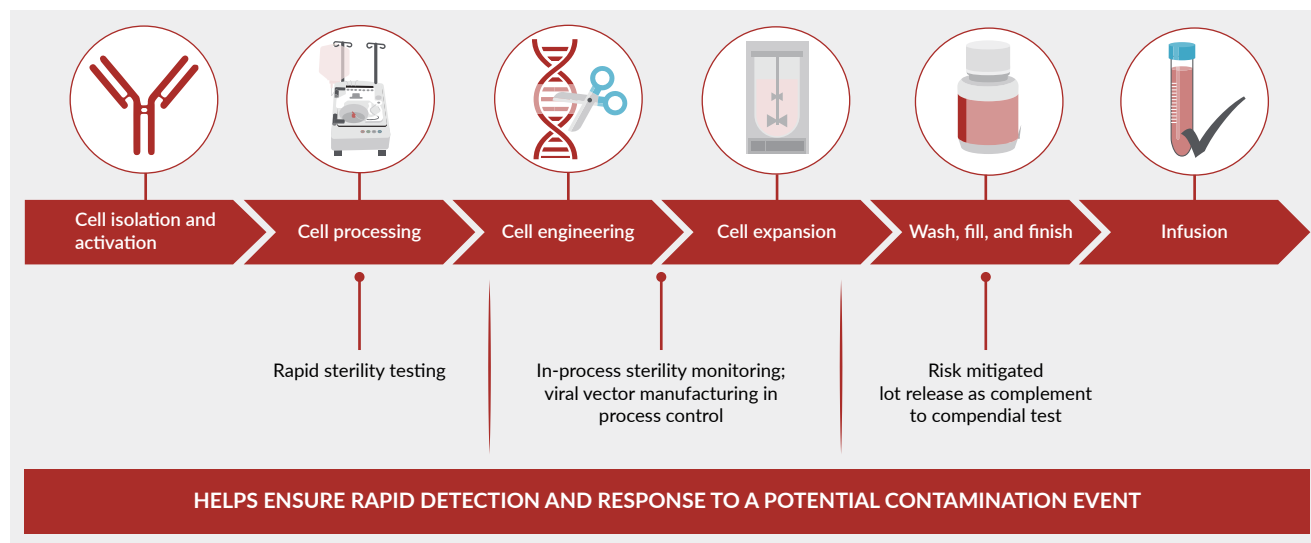 Cell isolation and
activation
Cell processing
Cell engineering
Cell expansion
Wash, fill, and finish
Infusion
Rapid sterility testing
In-process sterility monitoring;
viral vector manufacturing in
process control
Risk mitigated
lot release as complement
to compendial test
HELPS ENSURE RAPID DETECTION AND RESPONSE TO A POTENTIAL CONTAMINATION EVENT